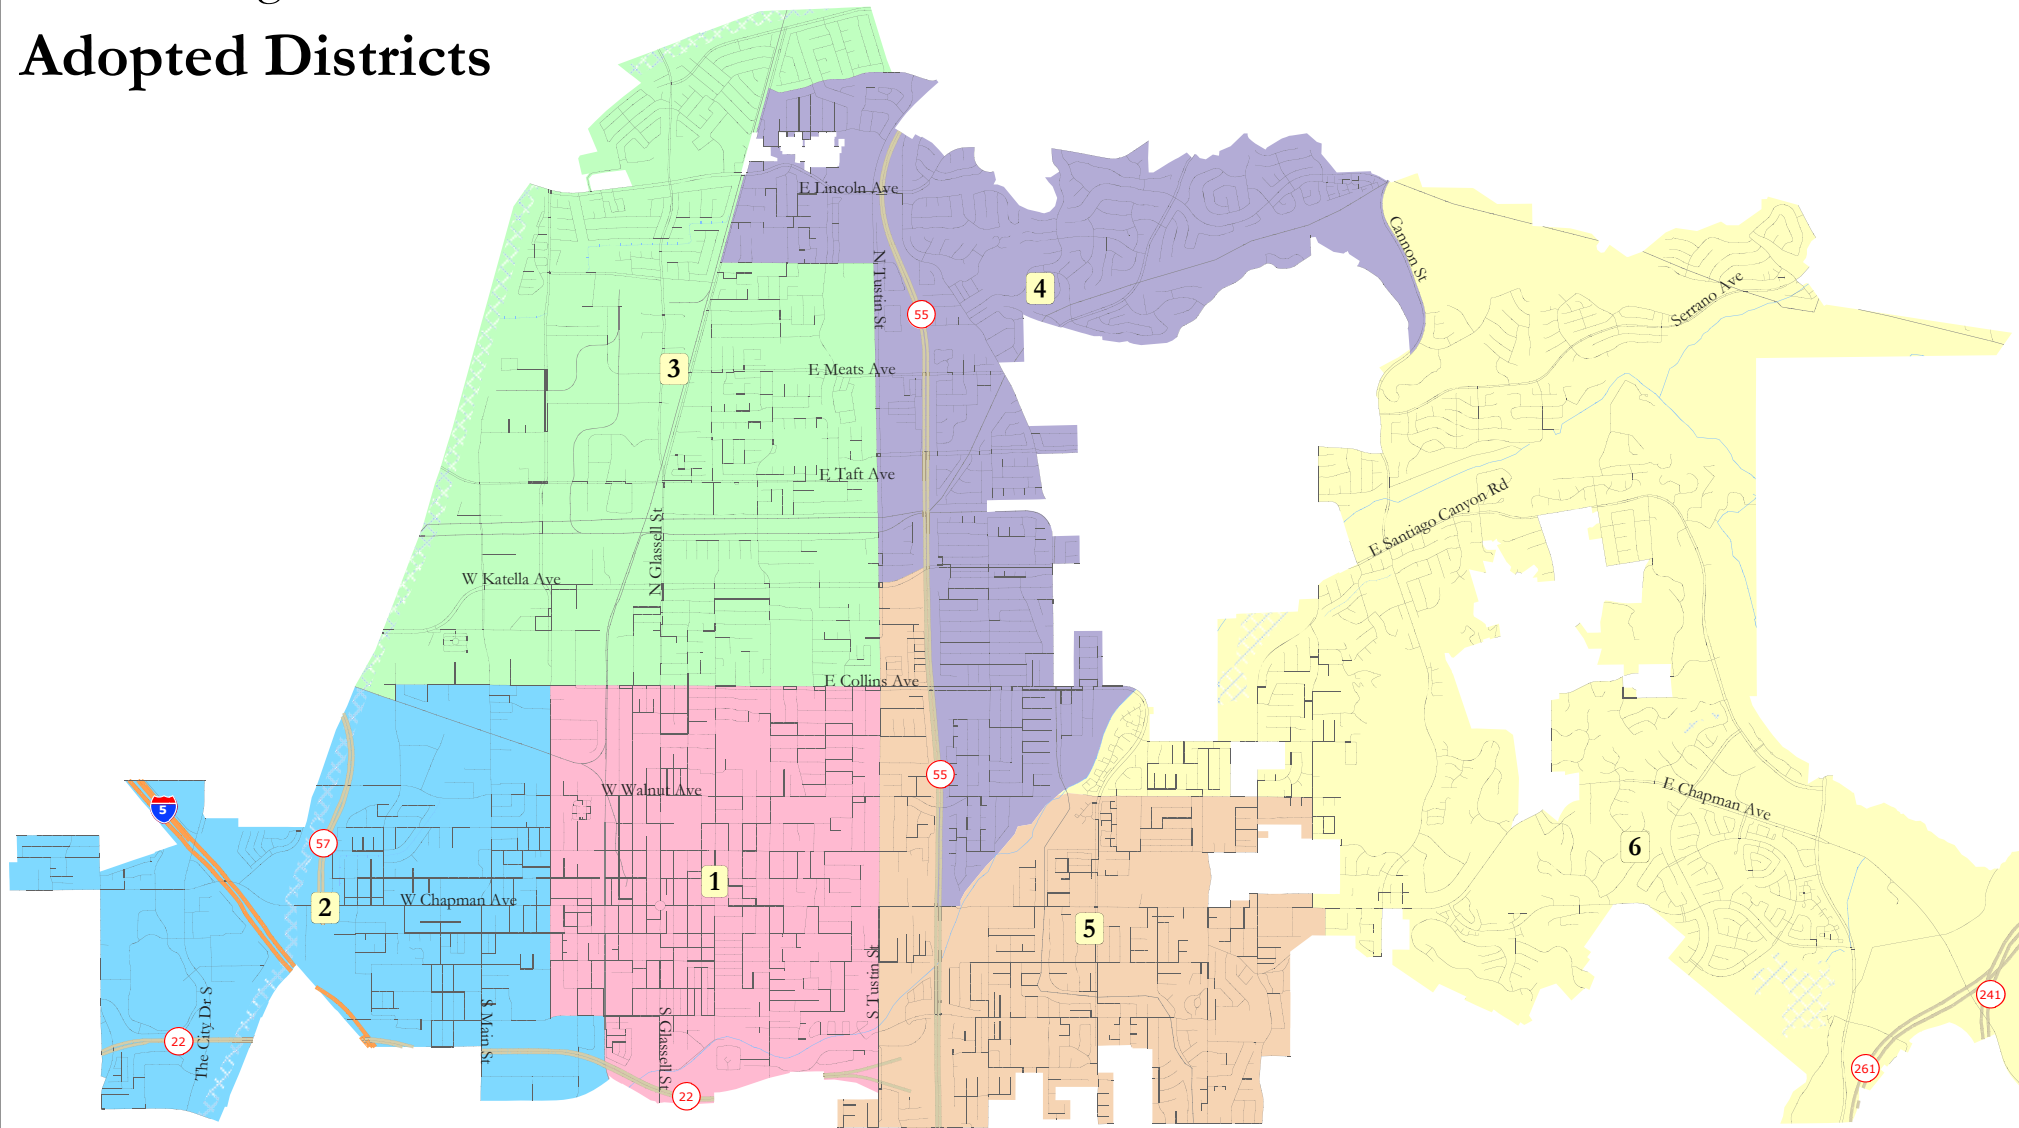 Adopted Districts
E Lincoln Ave
Cannon St
N Tustin St
4
Serrano Ave
55
3
E Meats Ave
E Taft Ave
E Santiago Canyon Rd
N Glassell St
W Katella Ave
E Collins Ave
55
W Walnut Ave
E Chapman Ave
5
57
6
1
W Chapman Ave
2
5
S Tustin St
241
The City Dr S
S Main St
S Glassell St
22
261
22